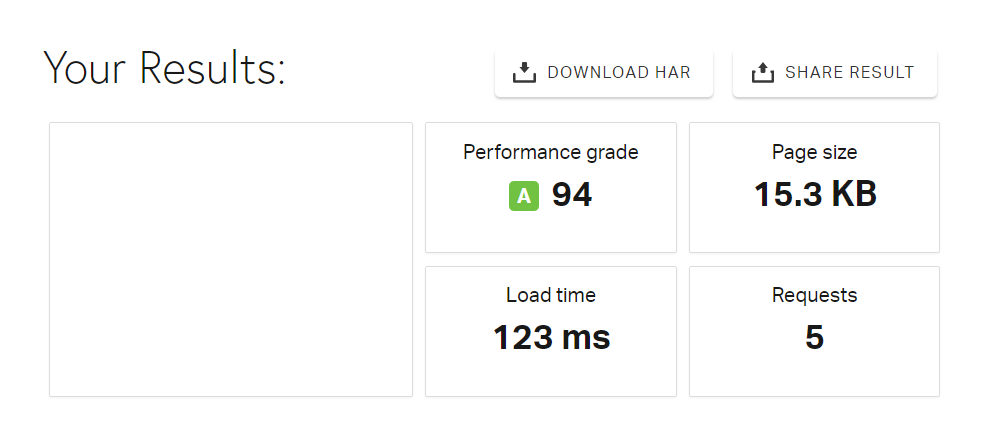 Your Results:
DOWNLOAD HAR
SHARE RESULT
Performance grade
A 94
Page size
15.3 KB
Load time
123 ms
Requests
5